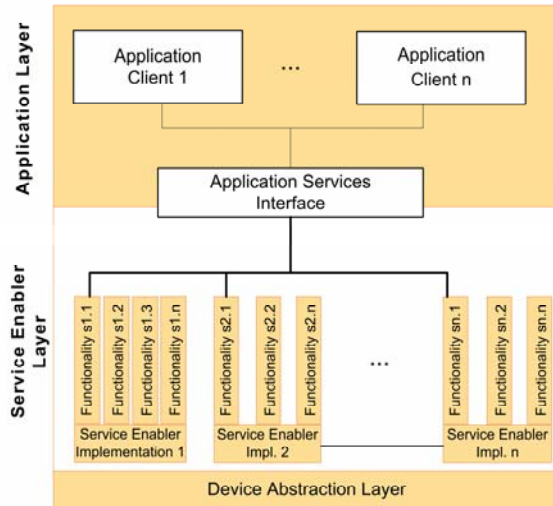 Application Layer
Application
Client 1
...
Application
Client n
Application Services
Interface
Service Enabler
Layer
Functionality s1.1
Functionality s1.2
Functionality s1.3
Functionality s1.n
Functionality s2.1
Functionality s2.2
Functionality s2.n
...
Functionality sn.1
Functionality sn.2
Functionality sn.n
Service Enabler
Implementation 1
Service Enabler
Impl. 2
Service Enabler
Impl. n
Device Abstraction Layer